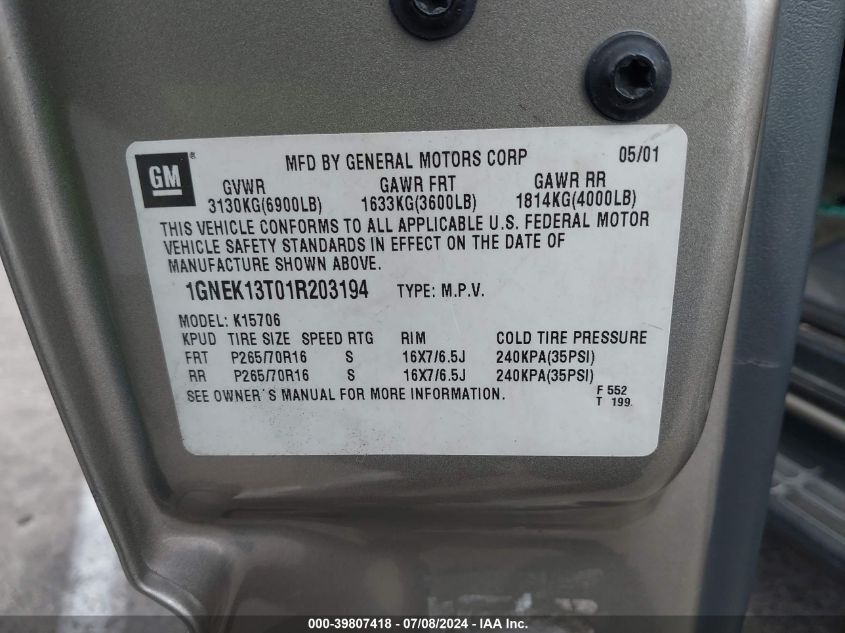 GM ® MFD BY GENERAL MOTORS CORP 05/01
GVWR GAWR FRT GAWR RR
3130KG(6900LB) 1633KG(3600LB) 1814KG(4000LB)
THIS VEHICLE CONFORMS TO ALL APPLICABLE U.S. FEDERAL MOTOR
VEHICLE SAFETY STANDARDS IN EFFECT ON THE DATE OF
MANUFACTURE SHOWN ABOVE.
1GNEK13T01R203194 TYPE: M.P.V.
MODEL: K15706
KPUD TIRE SIZE SPEED RTG RIM COLD TIRE PRESSURE
FRT P265/70R16 S 16X7/6.5J 240KPA(35PSI)
RR P265/70R16 S 16X7/6.5J 240KPA(35PSI)
SEE OWNER'S MANUAL FOR MORE INFORMATION. F 552
T 199
000-39807418 - 07/08/2024 - IAA, Inc.